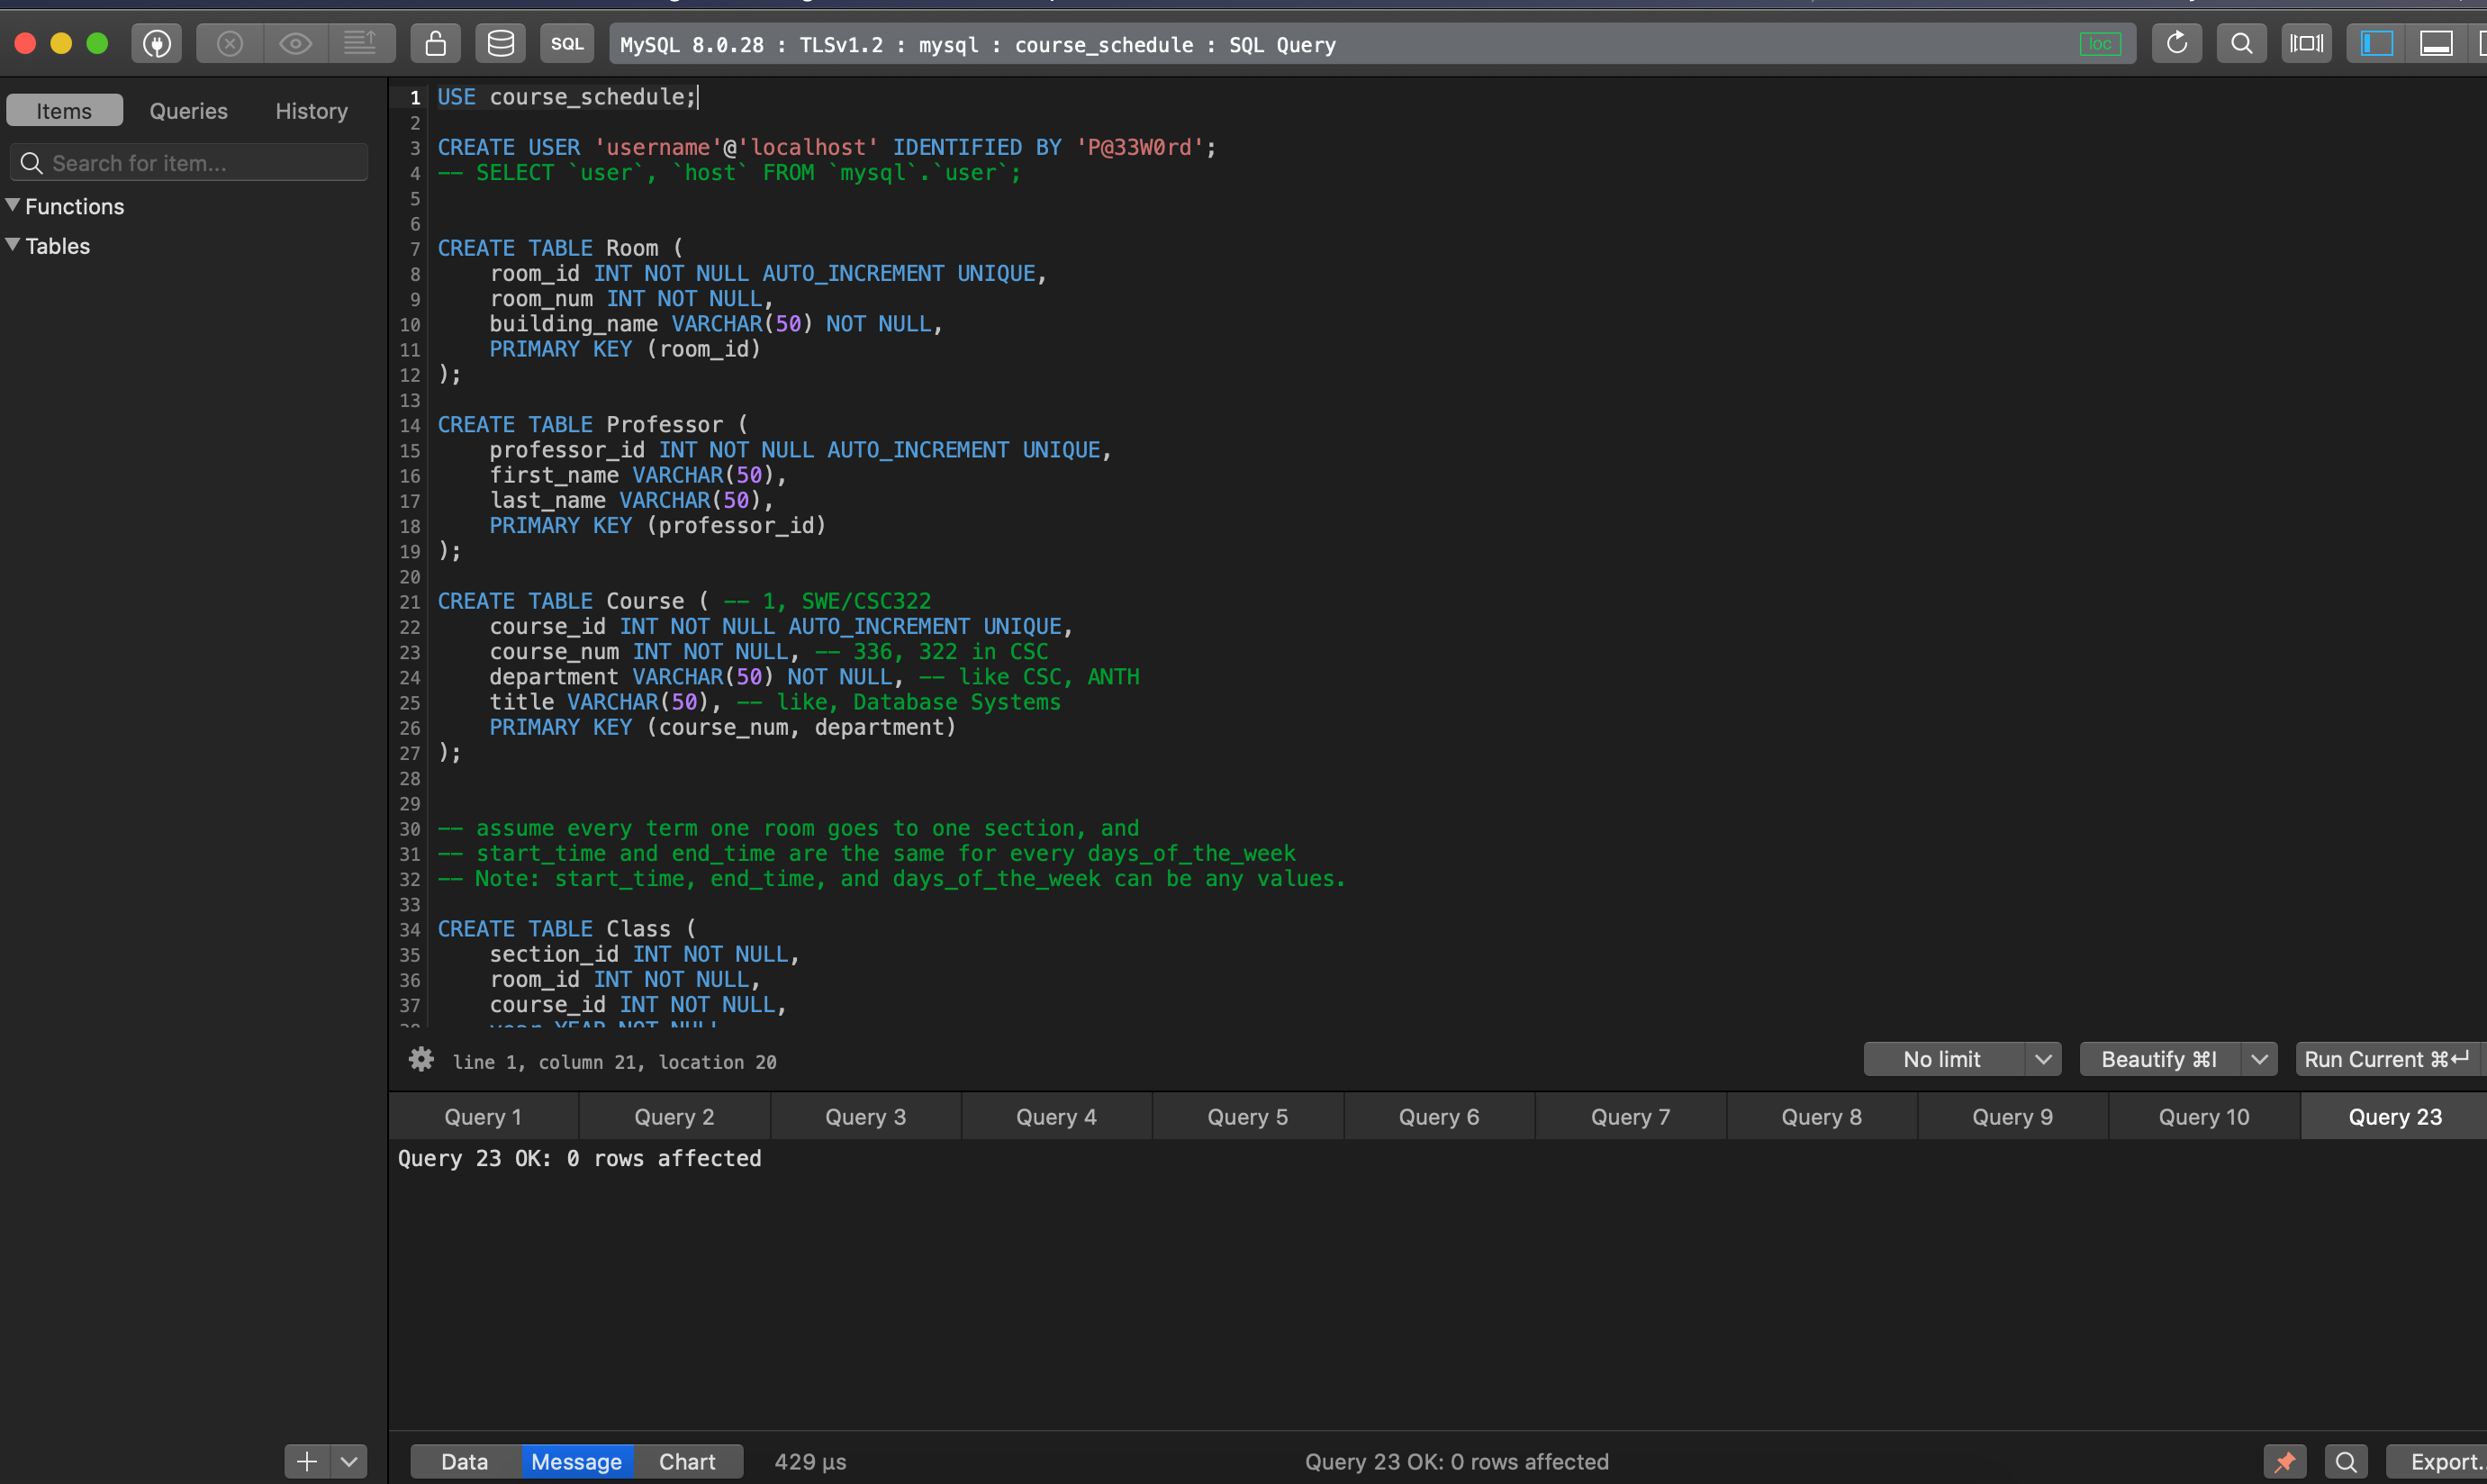 SQL
MySQL 8.0.28 : TLSv1.2 : mysql : course_schedule : SQL Query
loc
Items Queries History
Search for item...
Functions
Tables
1 USE course_schedule;
2
3 CREATE USER 'username'@'localhost' IDENTIFIED BY 'P@33W0rd';
4 -- SELECT `user`, `host` FROM `mysql`.`user`;
5
6
7 CREATE TABLE Room (
8 room_id INT NOT NULL AUTO_INCREMENT UNIQUE,
9 room_num INT NOT NULL,
10 building_name VARCHAR(50) NOT NULL,
11 PRIMARY KEY (room_id)
12 );
13
14 CREATE TABLE Professor (
15 professor_id INT NOT NULL AUTO_INCREMENT UNIQUE,
16 first_name VARCHAR(50),
17 last_name VARCHAR(50),
18 PRIMARY KEY (professor_id)
19 );
20
21 CREATE TABLE Course ( -- 1, SWE/CSC322
22 course_id INT NOT NULL AUTO_INCREMENT UNIQUE,
23 course_num INT NOT NULL, -- 336, 322 in CSC
24 department VARCHAR(50) NOT NULL, -- like CSC, ANTH
25 title VARCHAR(50), -- like, Database Systems
26 PRIMARY KEY (course_num, department)
27 );
28
29
30 -- assume every term one room goes to one section, and
31 -- start_time and end_time are the same for every days_of_the_week
32 -- Note: start_time, end_time, and days_of_the_week can be any values.
33
34 CREATE TABLE Class (
35 section_id INT NOT NULL,
36 room_id INT NOT NULL,
37 course_id INT NOT NULL,
38 year YEAR NOT NULL
line 1, column 21, location 20
No limit Beautify ⌘I Run Current ⌘↵
Query 1 Query 2 Query 3 Query 4 Query 5 Query 6 Query 7 Query 8 Query 9 Query 10 Query 23
Query 23 OK: 0 rows affected
Data Message Chart 429 µs Query 23 OK: 0 rows affected Export.